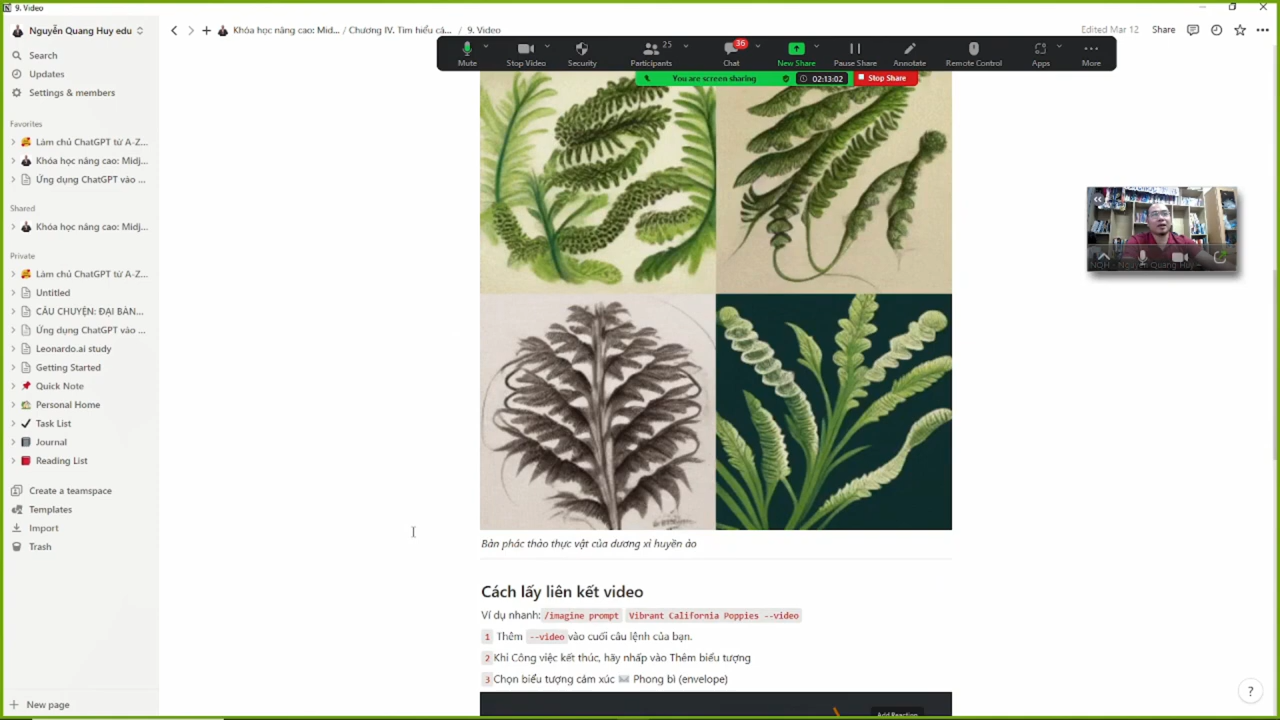 9. Video
Nguyễn Quang Huy edu
Khóa học nâng cao: Mid... / Chương IV. Tìm hiểu cá... / 9. Video
Edited Mar 12
Share
Search
Updates
Settings & members
Mute
Stop Video
Security
Participants
25
Chat
36
New Share
Pause Share
Annotate
Remote Control
Apps
More
You are screen sharing
02:13:02
Stop Share
Favorites
Làm chủ ChatGPT từ A-Z...
Khóa học nâng cao: Midj...
Ứng dụng ChatGPT vào ...
Shared
Khóa học nâng cao: Midj...
Private
Làm chủ ChatGPT từ A-Z...
Untitled
CÂU CHUYỆN: ĐẠI BÀN...
Ứng dụng ChatGPT vào ...
Leonardo.ai study
Getting Started
Quick Note
Personal Home
Task List
Journal
Reading List
Create a teamspace
Templates
Import
Trash
New page
NQH - Nguyễn Quang Huy
Bản phác thảo thực vật của dương xỉ huyền ảo
Cách lấy liên kết video
Ví dụ nhanh: /imagine prompt Vibrant California Poppies --video
1 Thêm --video vào cuối câu lệnh của bạn.
2 Khi Công việc kết thúc, hãy nhấp vào Thêm biểu tượng
3 Chọn biểu tượng cảm xúc ✉️ Phong bì (envelope)
Add Reaction
?